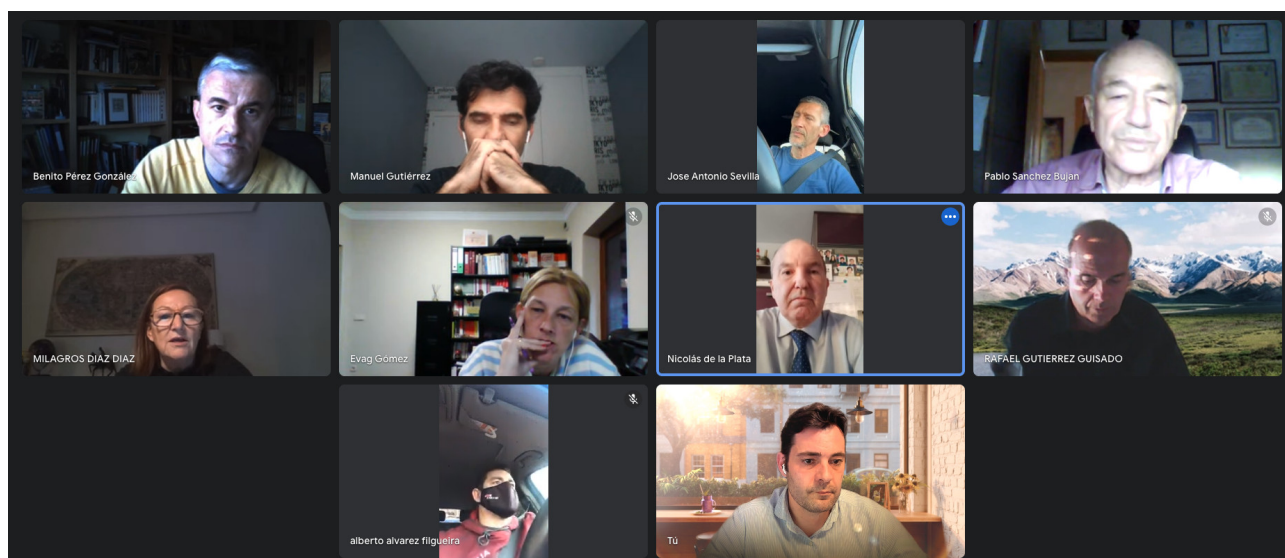 Benito Pérez González
Manuel Gutiérrez
Jose Antonio Sevilla
Pablo Sanchez Bujan
MILAGROS DIAZ DIAZ
Evag Gómez
Nicolás de la Plata
RAFAEL GUTIERREZ GUISADO
alberto alvarez filgueira
Tú